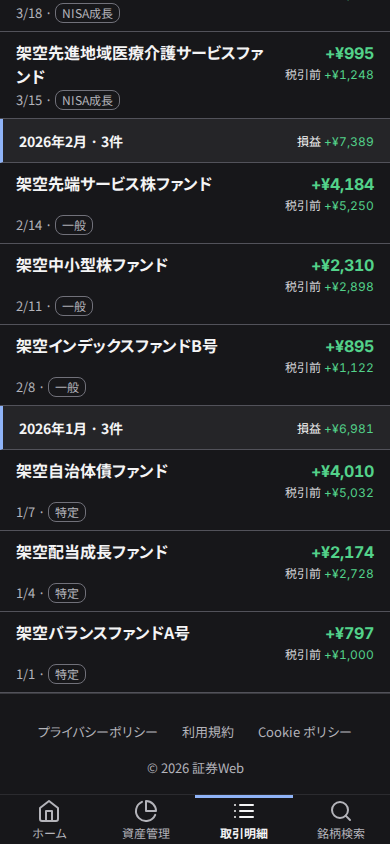 3/18・NISA成長
架空先進地域医療介護サービスファ
ンド
+¥995
税引前 +¥1,248
3/15・NISA成長
2026年2月・3件
損益 +¥7,389
架空先端サービス株ファンド
+¥4,184
税引前 +¥5,250
2/14・一般
架空中小型株ファンド
+¥2,310
税引前 +¥2,898
2/11・一般
架空インデックスファンドB号
+¥895
税引前 +¥1,122
2/8・一般
2026年1月・3件
損益 +¥6,981
架空自治体債ファンド
+¥4,010
税引前 +¥5,032
1/7・特定
架空配当成長ファンド
+¥2,174
税引前 +¥2,728
1/4・特定
架空バランスファンドA号
+¥797
税引前 +¥1,000
1/1・特定
プライバシーポリシー 利用規約 Cookie ポリシー
© 2026 証券Web
ホーム 資産管理 取引明細 銘柄検索